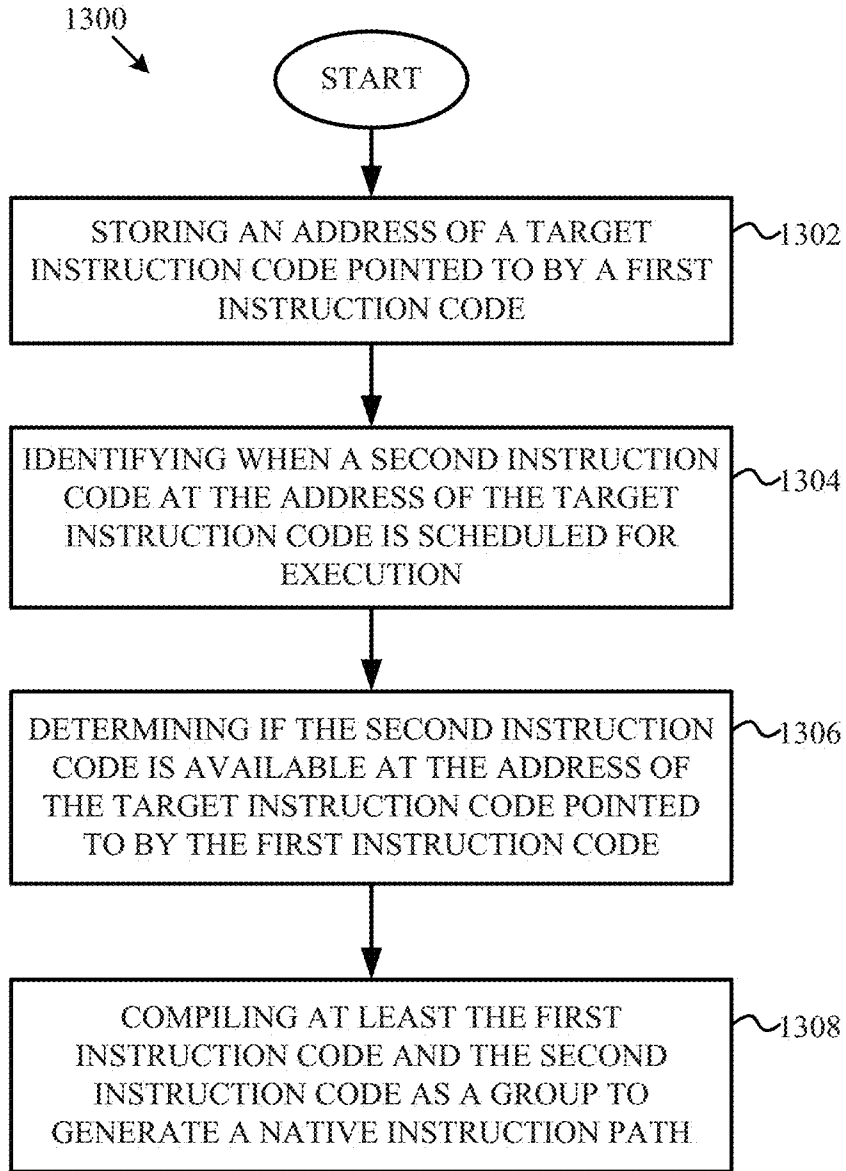 1300
START
STORING AN ADDRESS OF A TARGET
INSTRUCTION CODE POINTED TO BY A FIRST
INSTRUCTION CODE
1302
IDENTIFYING WHEN A SECOND INSTRUCTION
CODE AT THE ADDRESS OF THE TARGET
INSTRUCTION CODE IS SCHEDULED FOR
EXECUTION
1304
DETERMINING IF THE SECOND INSTRUCTION
CODE IS AVAILABLE AT THE ADDRESS OF
THE TARGET INSTRUCTION CODE POINTED
TO BY THE FIRST INSTRUCTION CODE
1306
COMPILING AT LEAST THE FIRST
INSTRUCTION CODE AND THE SECOND
INSTRUCTION CODE AS A GROUP TO
GENERATE A NATIVE INSTRUCTION PATH
1308